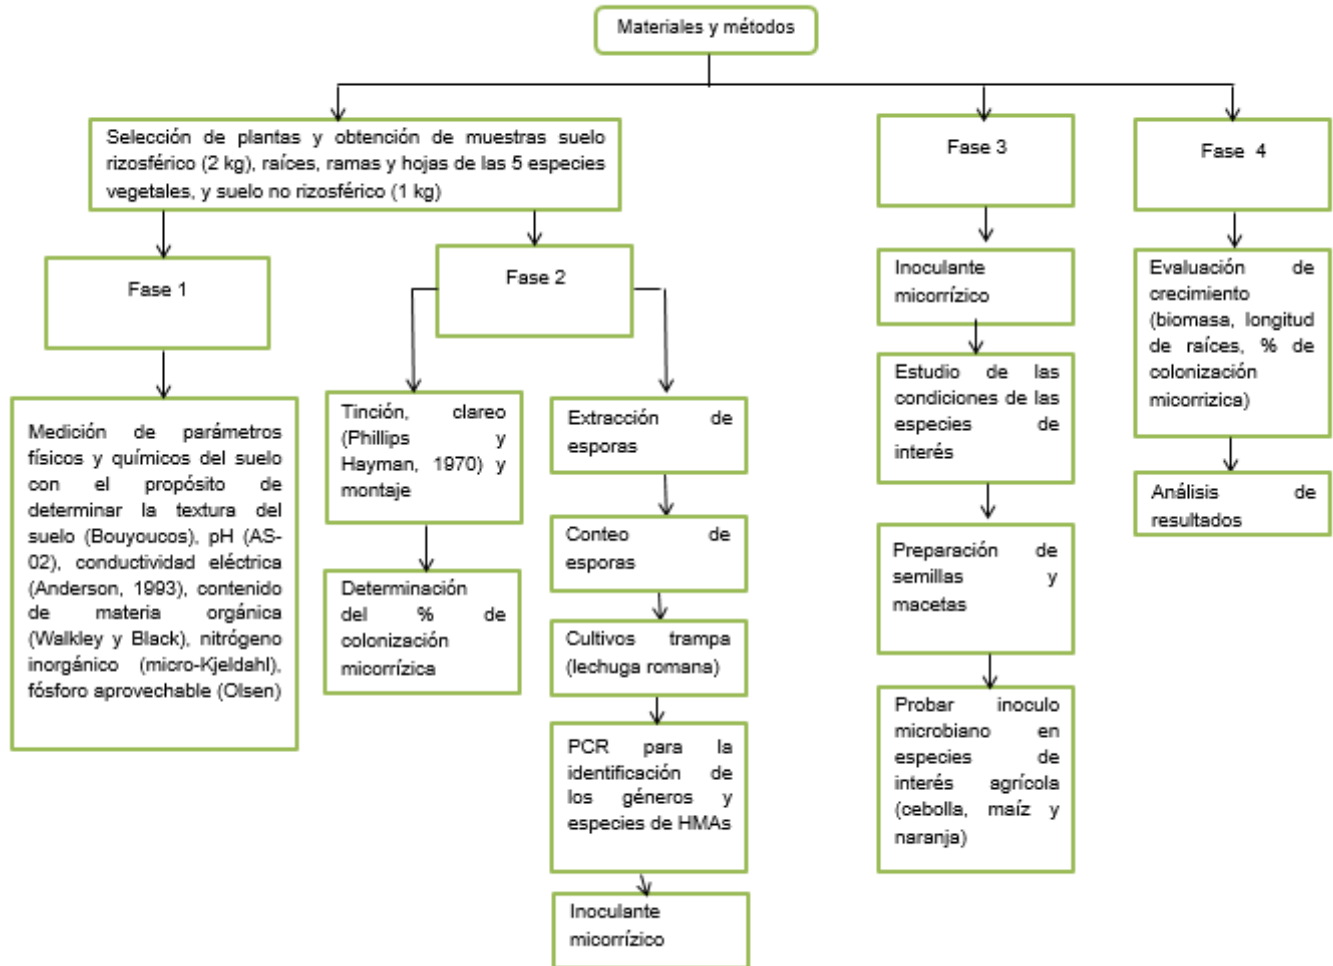 Materiales y métodos
Selección de plantas y obtención de muestras suelo
rizosférico (2 kg), raíces, ramas y hojas de las 5 especies
vegetales, y suelo no rizosférico (1 kg)
Fase 1
Medición de parámetros
físicos y químicos del suelo
con el propósito de
determinar la textura del
suelo (Bouyoucos), pH (AS-
02), conductividad eléctrica
(Anderson, 1993), contenido
de materia orgánica
(Walkley y Black), nitrógeno
inorgánico (micro-Kjeldahl),
fósforo aprovechable (Olsen)
Fase 2
Tinción, clareo
(Phillips y
Hayman, 1970) y
montaje
Determinación
del % de
colonización
micorrízica
Extracción de
esporas
Conteo de
esporas
Cultivos trampa
(lechuga romana)
PCR para la
identificación de
los géneros y
especies de HMAs
Inoculante
micorrízico
Fase 3
Inoculante
micorrízico
Estudio de las
condiciones de las
especies de
interés
Preparación de
semillas y
macetas
Probar inoculo
microbiano en
especies de
interés agrícola
(cebolla, maíz y
naranja)
Fase 4
Evaluación de
crecimiento
(biomasa, longitud
de raíces, % de
colonización
micorrizica)
Análisis de
resultados